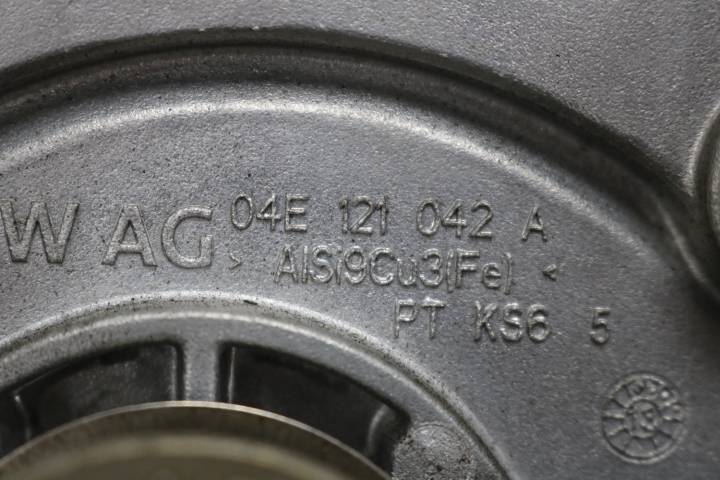 W AG 04E 121 042 A
> AlSi9Cu3(Fe) <
PT KS6 5